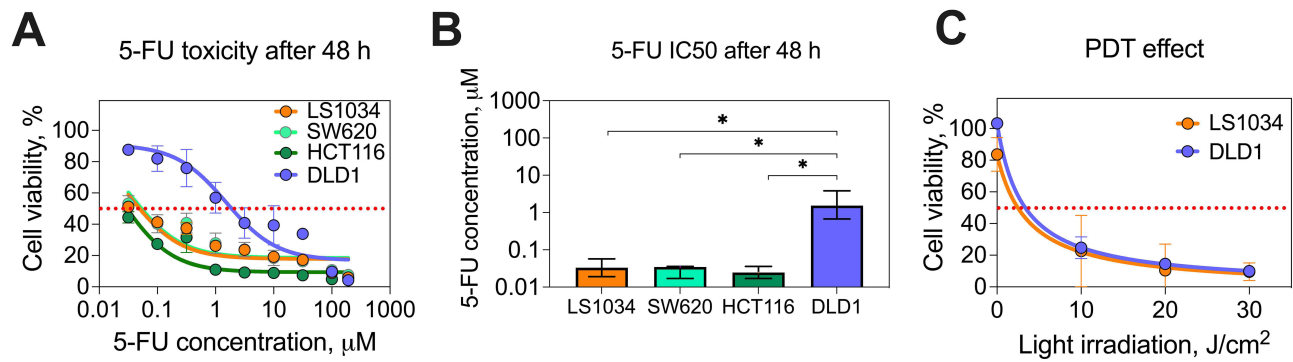 A
5-FU toxicity after 48 h
Cell viability, %
100
80
60
40
20
0
0.01
0.1
1
10
100
1000
5-FU concentration, μM
LS1034
SW620
HCT116
DLD1
B
5-FU IC50 after 48 h
5-FU concentration, μM
1000
100
10
1
0.1
0.01
*
*
*
LS1034
SW620
HCT116
DLD1
C
PDT effect
Cell viability, %
100
80
60
40
20
0
0
10
20
30
Light irradiation, J/cm²
LS1034
DLD1